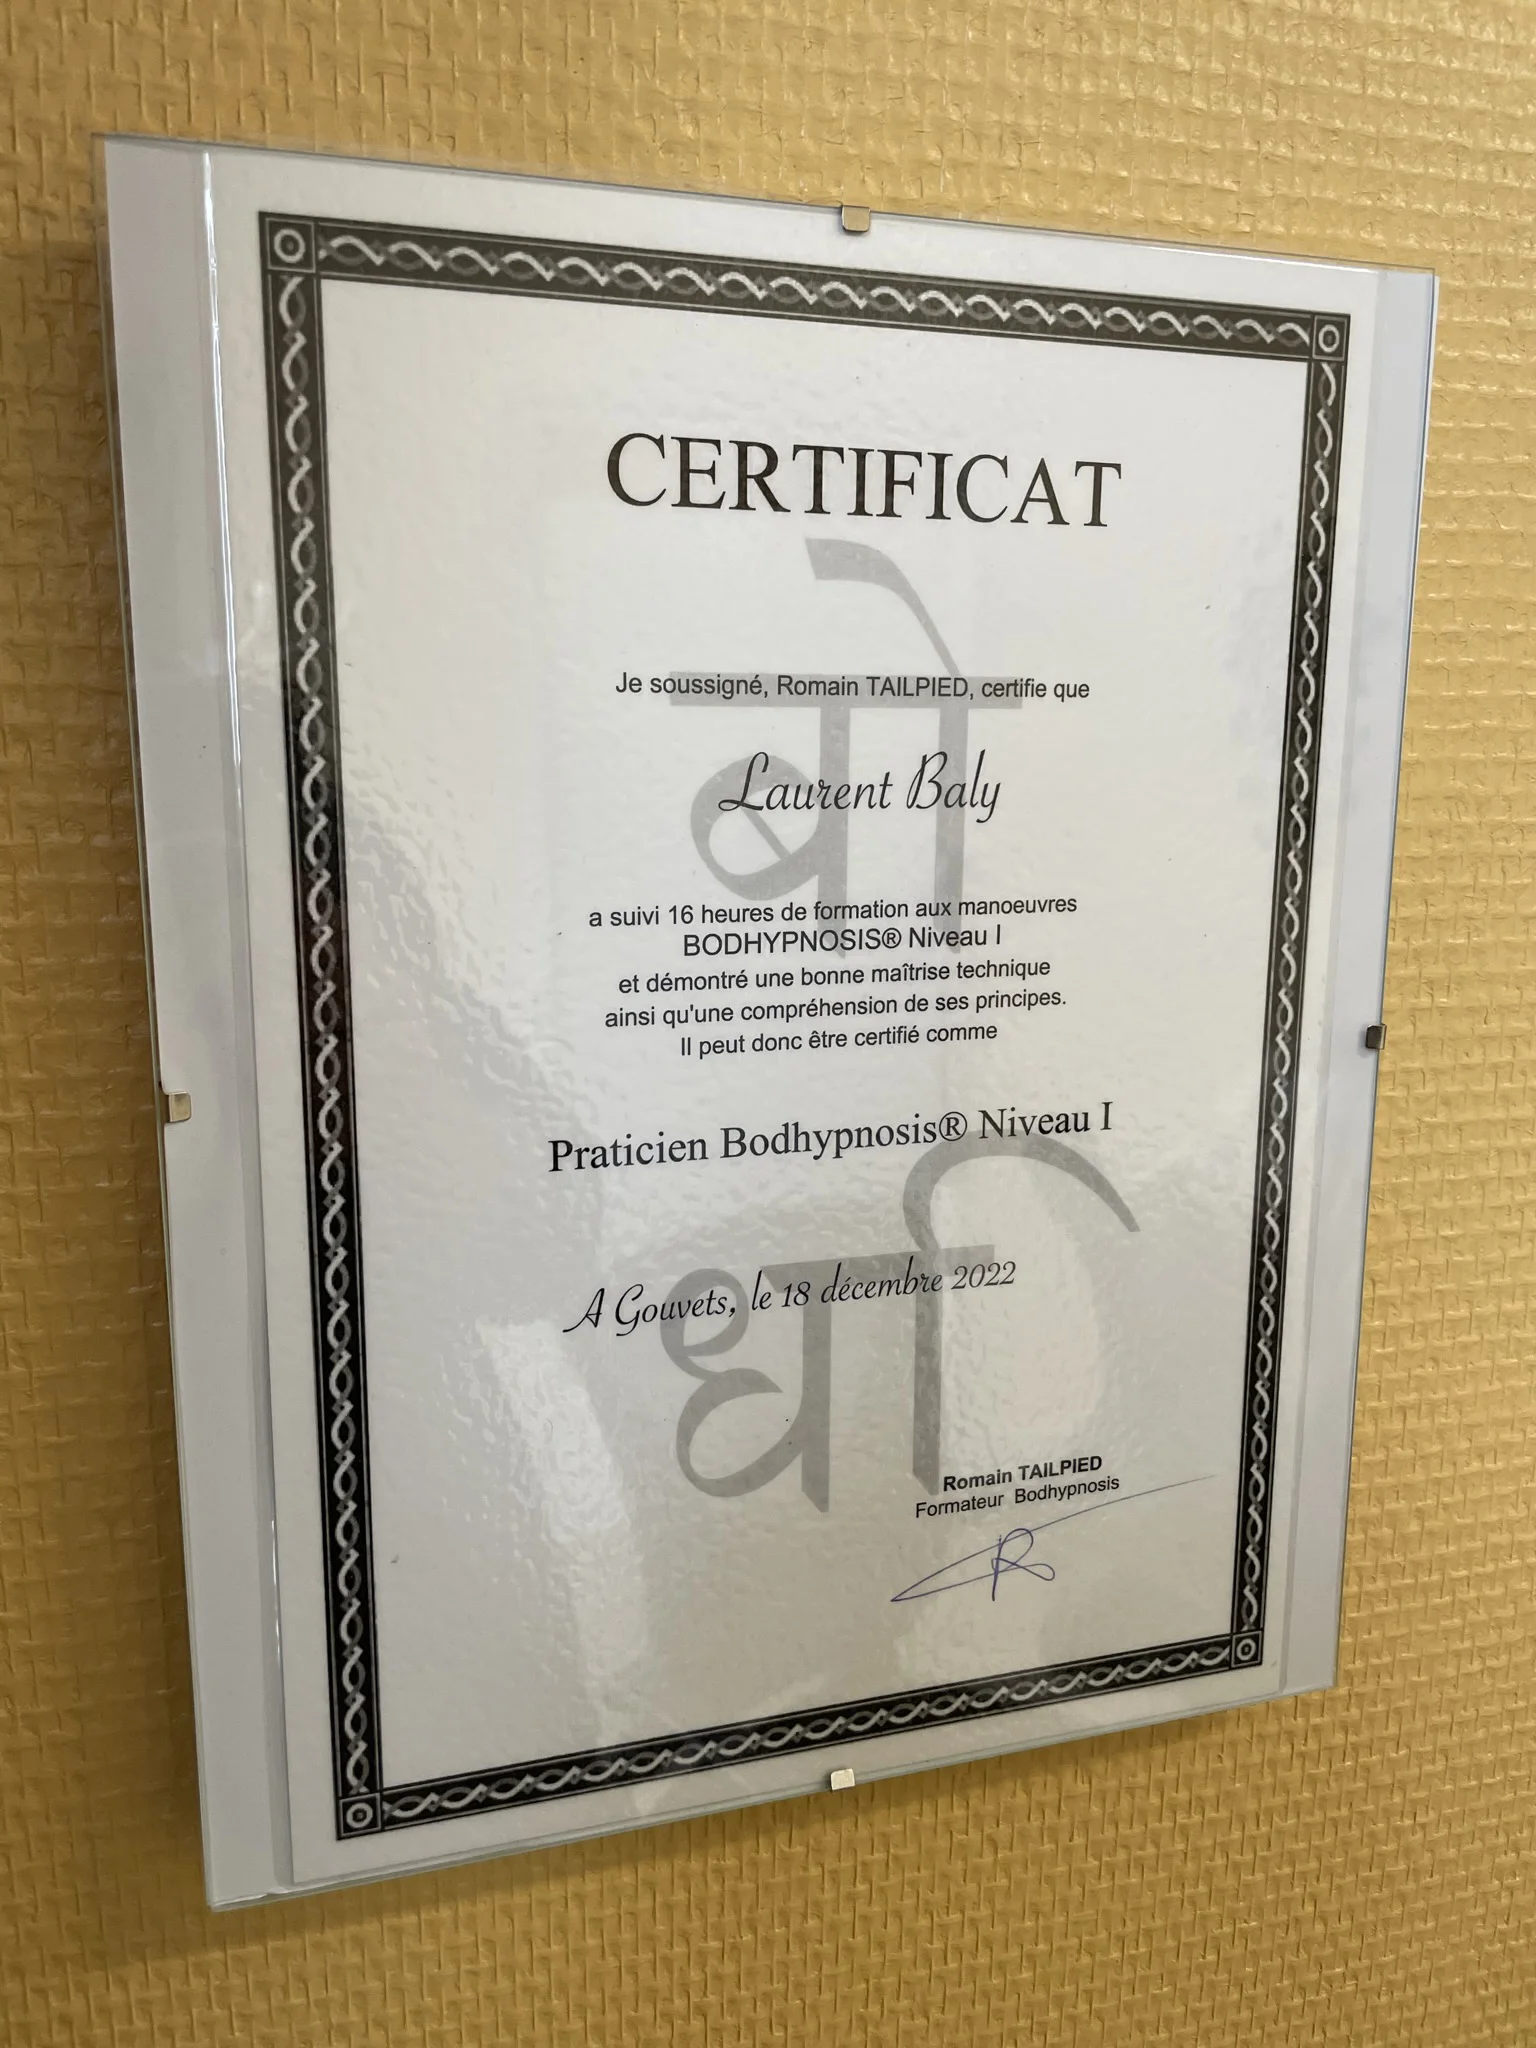 CERTIFICAT
Je soussigné, Romain TAILPIED, certifie que
Laurent Baly
a suivi 16 heures de formation aux manoeuvres
BODHYPNOSIS® Niveau I
et démontré une bonne maîtrise technique
ainsi qu'une compréhension de ses principes.
Il peut donc être certifié comme
Praticien Bodhypnosis® Niveau I
A Gouvets, le 18 décembre 2022
Romain TAILPIED
Formateur Bodhypnosis
बो
धि